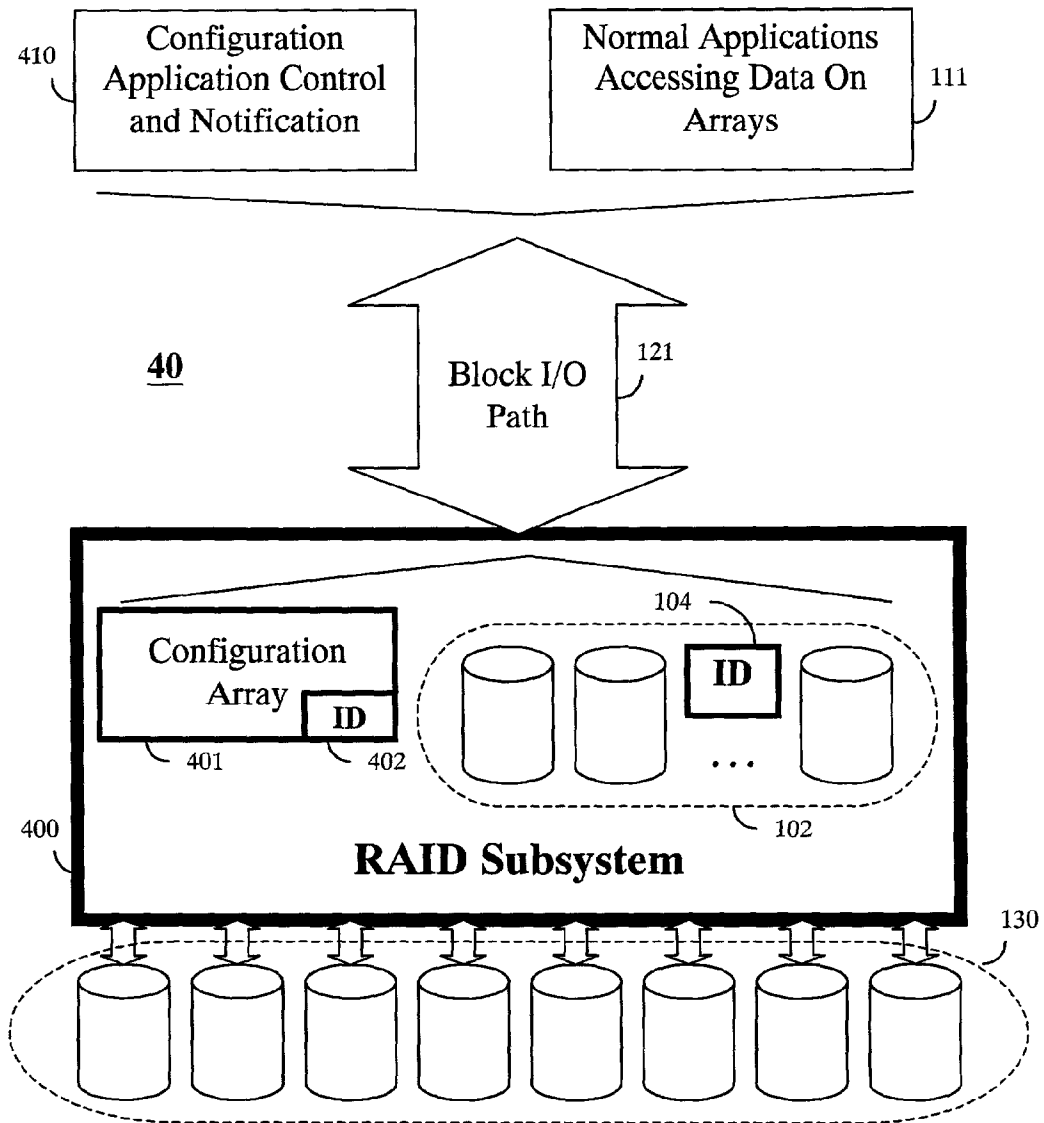 410
Configuration
Application Control
and Notification
Normal Applications
Accessing Data On
Arrays
111
40
Block I/O
Path
121
104
Configuration
Array
ID
ID
401
402
...
102
400
RAID Subsystem
130